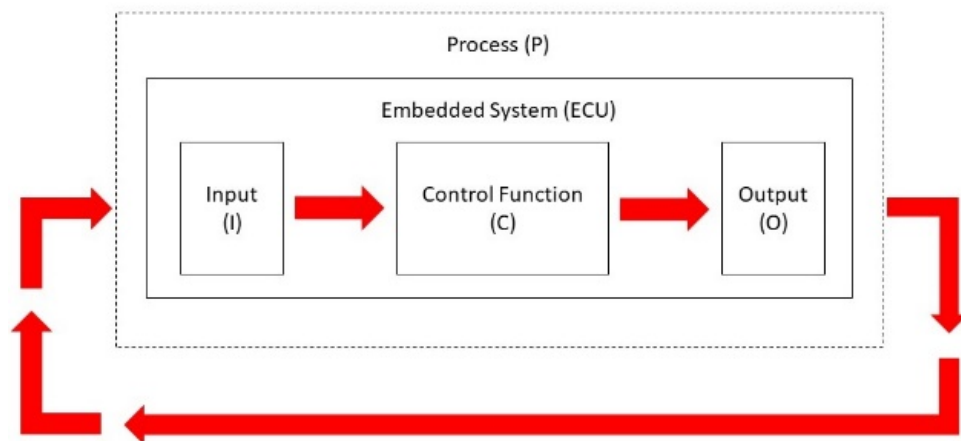 Process (P)
Embedded System (ECU)
Input
(I)
Control Function
(C)
Output
(O)